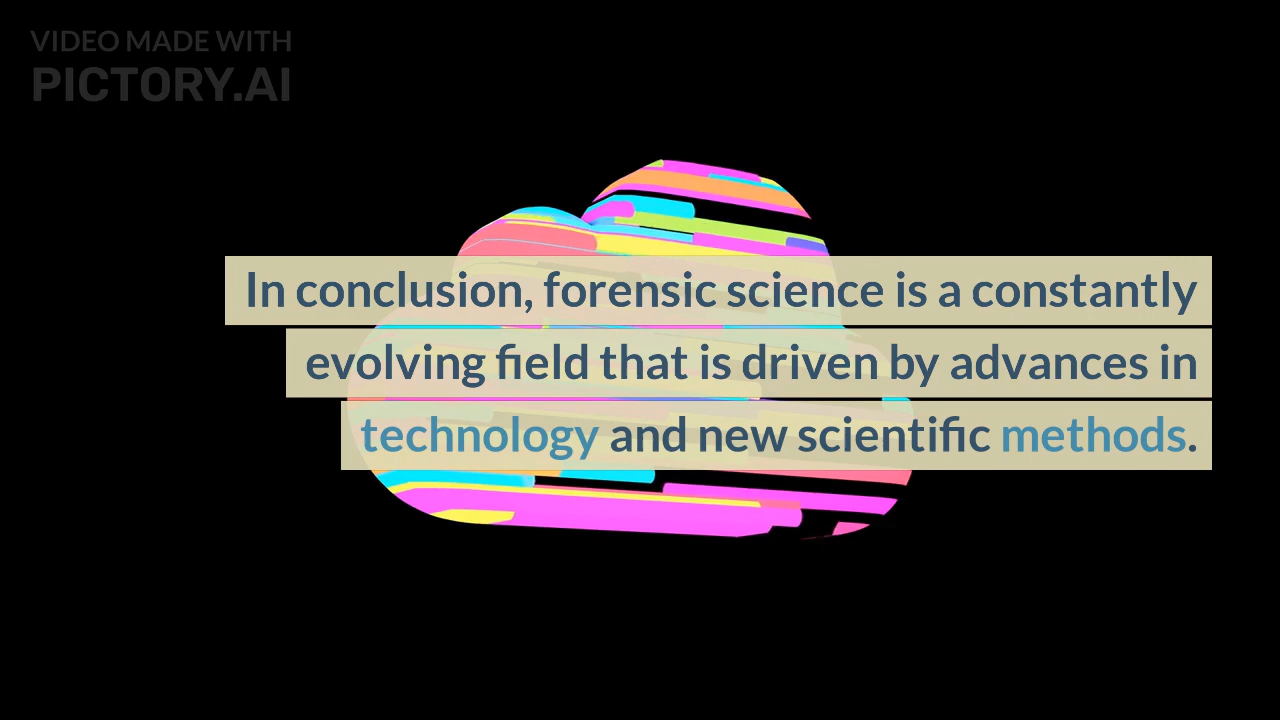 VIDEO MADE WITH
PICTORY.AI
In conclusion, forensic science is a constantly
evolving field that is driven by advances in
technology and new scientific methods.